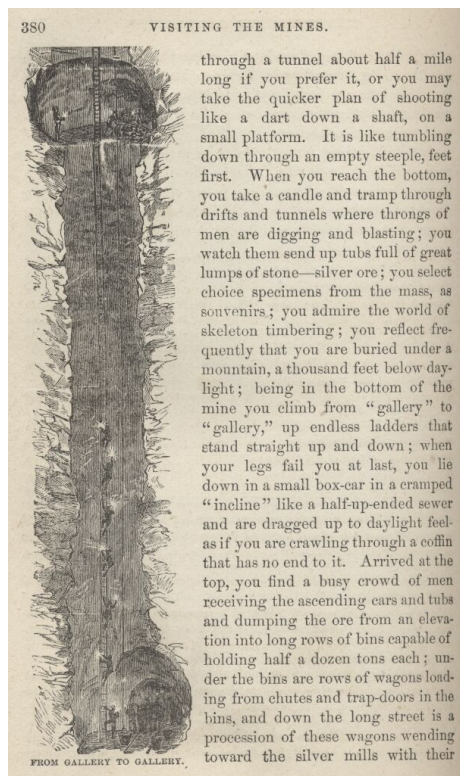 380 VISITING THE MINES.
through a tunnel about half a mile
long if you prefer it, or you may
take the quicker plan of shooting
like a dart down a shaft, on a
small platform. It is like tumbling
down through an empty steeple, feet
first. When you reach the bottom,
you take a candle and tramp through
drifts and tunnels where throngs of
men are digging and blasting; you
watch them send up tubs full of great
lumps of stone—silver ore; you select
choice specimens from the mass, as
souvenirs; you admire the world of
skeleton timbering; you reflect fre-
quently that you are buried under a
mountain, a thousand feet below day-
light; being in the bottom of the
mine you climb from “gallery” to
“gallery,” up endless ladders that
stand straight up and down; when
your legs fail you at last, you lie
down in a small box-car in a cramped
“incline” like a half-up-ended sewer
and are dragged up to daylight feel-
as if you are crawling through a coffin
that has no end to it. Arrived at the
top, you find a busy crowd of men
receiving the ascending cars and tubs
and dumping the ore from an eleva-
tion into long rows of bins capable of
holding half a dozen tons each; un-
der the bins are rows of wagons load-
ing from chutes and trap-doors in the
bins, and down the long street is a
procession of these wagons wending
toward the silver mills with their
FROM GALLERY TO GALLERY.